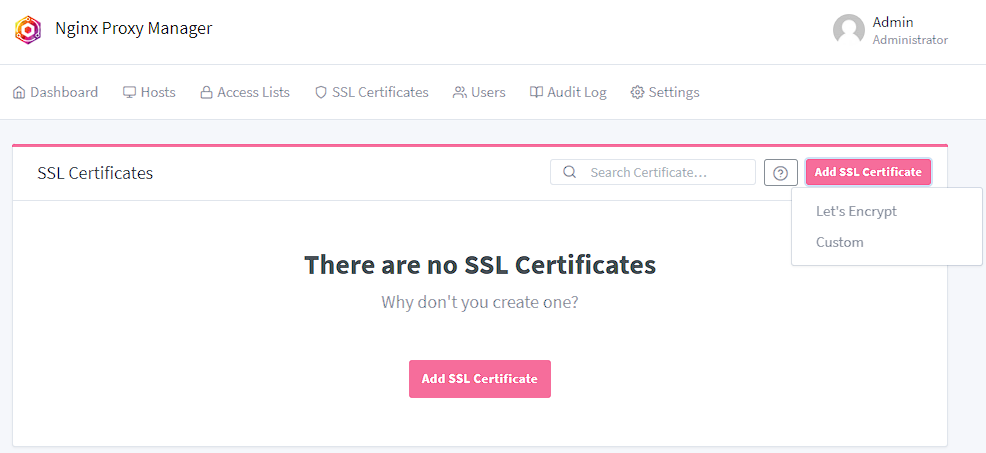 Nginx Proxy Manager
Admin
Administrator
Dashboard Hosts Access Lists SSL Certificates Users Audit Log Settings
SSL Certificates Search Certificate... Add SSL Certificate
Let's Encrypt
Custom
There are no SSL Certificates
Why don't you create one?
Add SSL Certificate